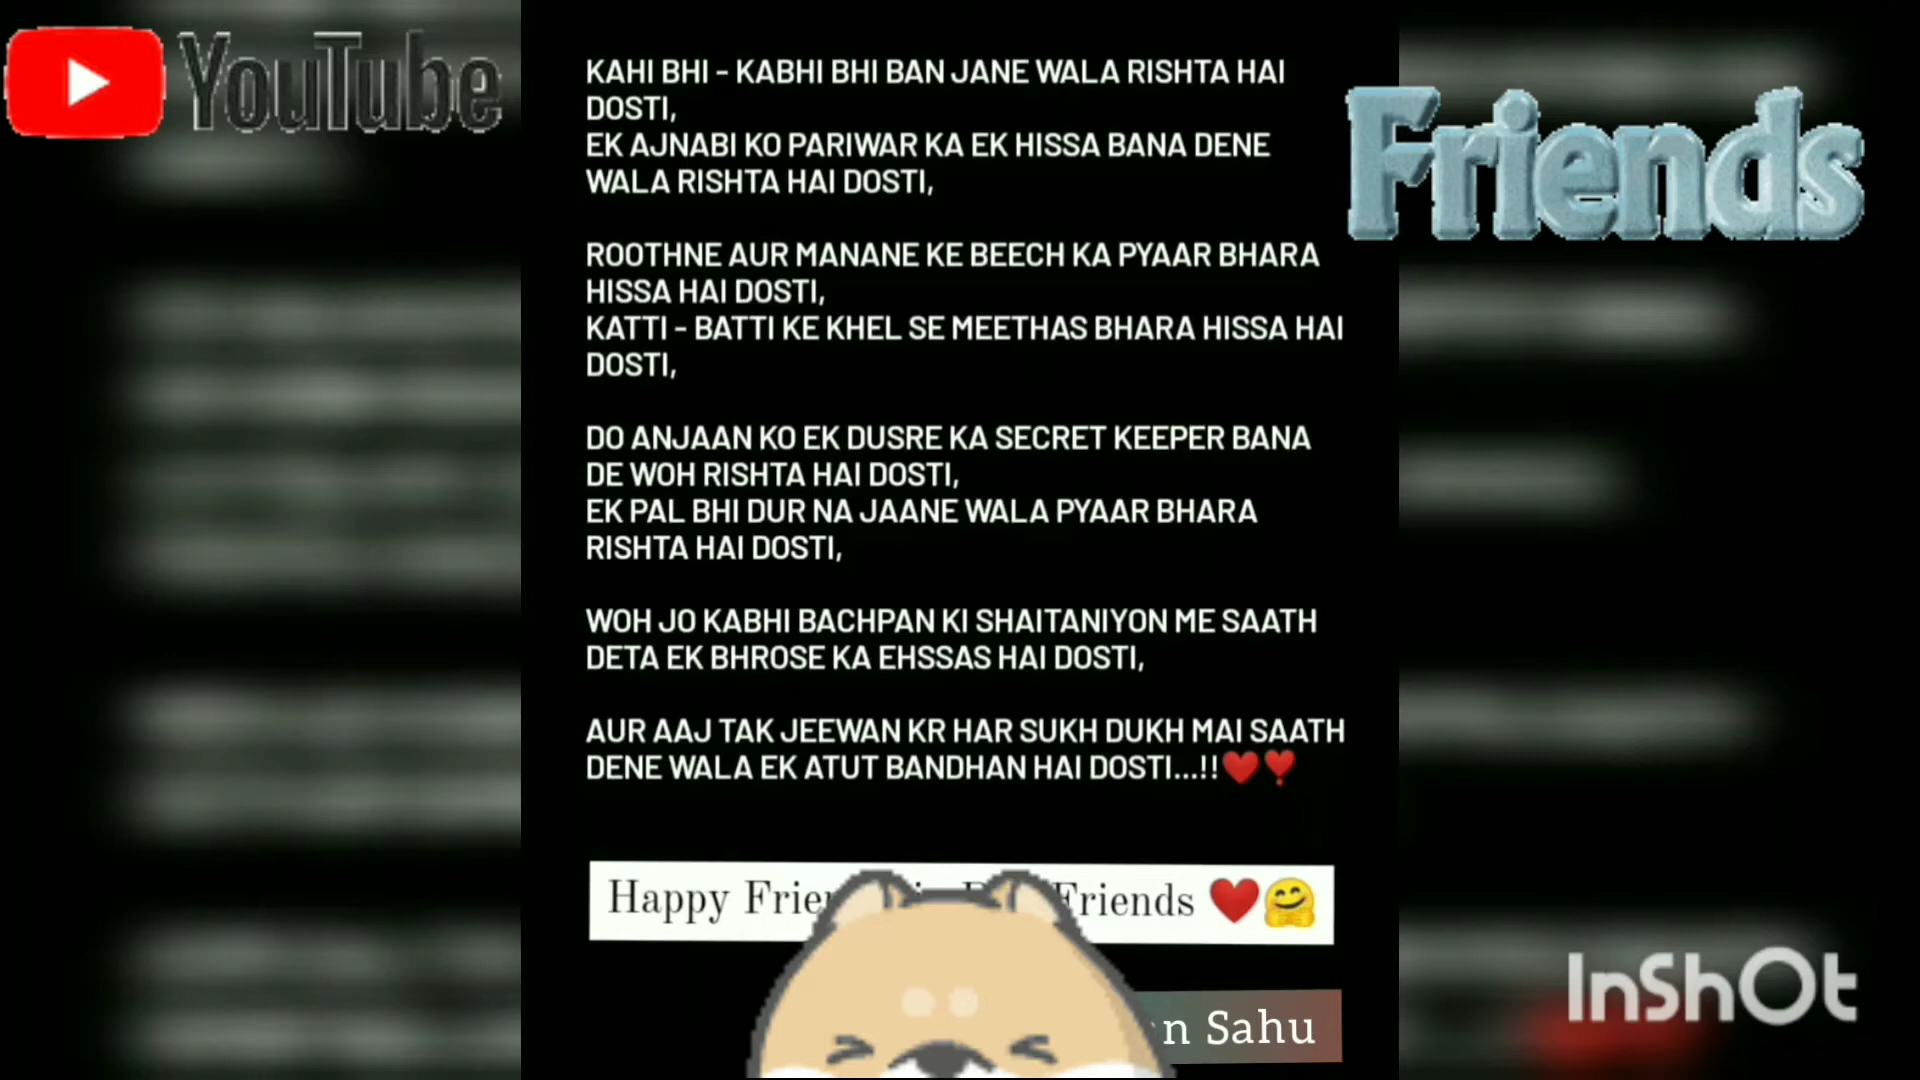 YouTube
Friends
KAHI BHI - KABHI BHI BAN JANE WALA RISHTA HAI
DOSTI,
EK AJNABI KO PARIWAR KA EK HISSA BANA DENE
WALA RISHTA HAI DOSTI,
ROOTHNE AUR MANANE KE BEECH KA PYAAR BHARA
HISSA HAI DOSTI,
KATTI - BATTI KE KHEL SE MEETHAS BHARA HISSA HAI
DOSTI,
DO ANJAAN KO EK DUSRE KA SECRET KEEPER BANA
DE WOH RISHTA HAI DOSTI,
EK PAL BHI DUR NA JAANE WALA PYAAR BHARA
RISHTA HAI DOSTI,
WOH JO KABHI BACHPAN KI SHAITANIYON ME SAATH
DETA EK BHROSE KA EHSSAS HAI DOSTI,
AUR AAJ TAK JEEWAN KR HAR SUKH DUKH MAI SAATH
DENE WALA EK ATUT BANDHAN HAI DOSTI...!!❤️❣️
Happy Friends ❤️🤗
Sahu
InShOt